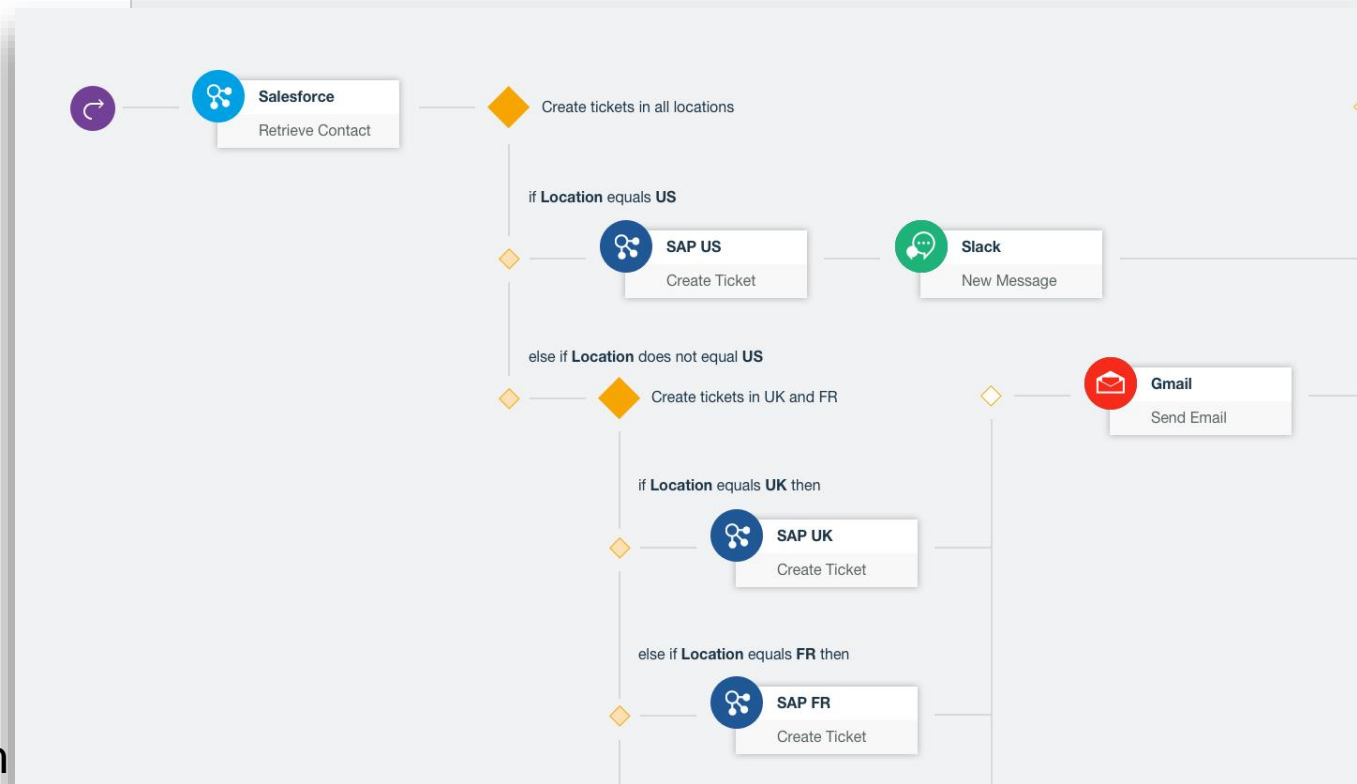 Salesforce
Retrieve Contact
Create tickets in all locations
if Location equals US
SAP US
Create Ticket
Slack
New Message
else if Location does not equal US
Create tickets in UK and FR
Gmail
Send Email
if Location equals UK then
SAP UK
Create Ticket
else if Location equals FR then
SAP FR
Create Ticket